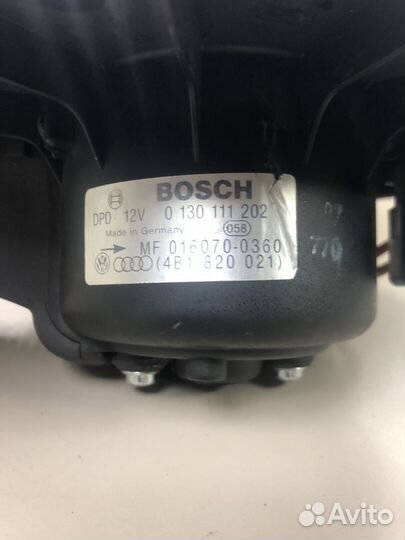 BOSCH
DPD 12V 0 130 111 202
Made in Germany 058
MF 016070-0360
(4B1 820 021)
07
770
Avito